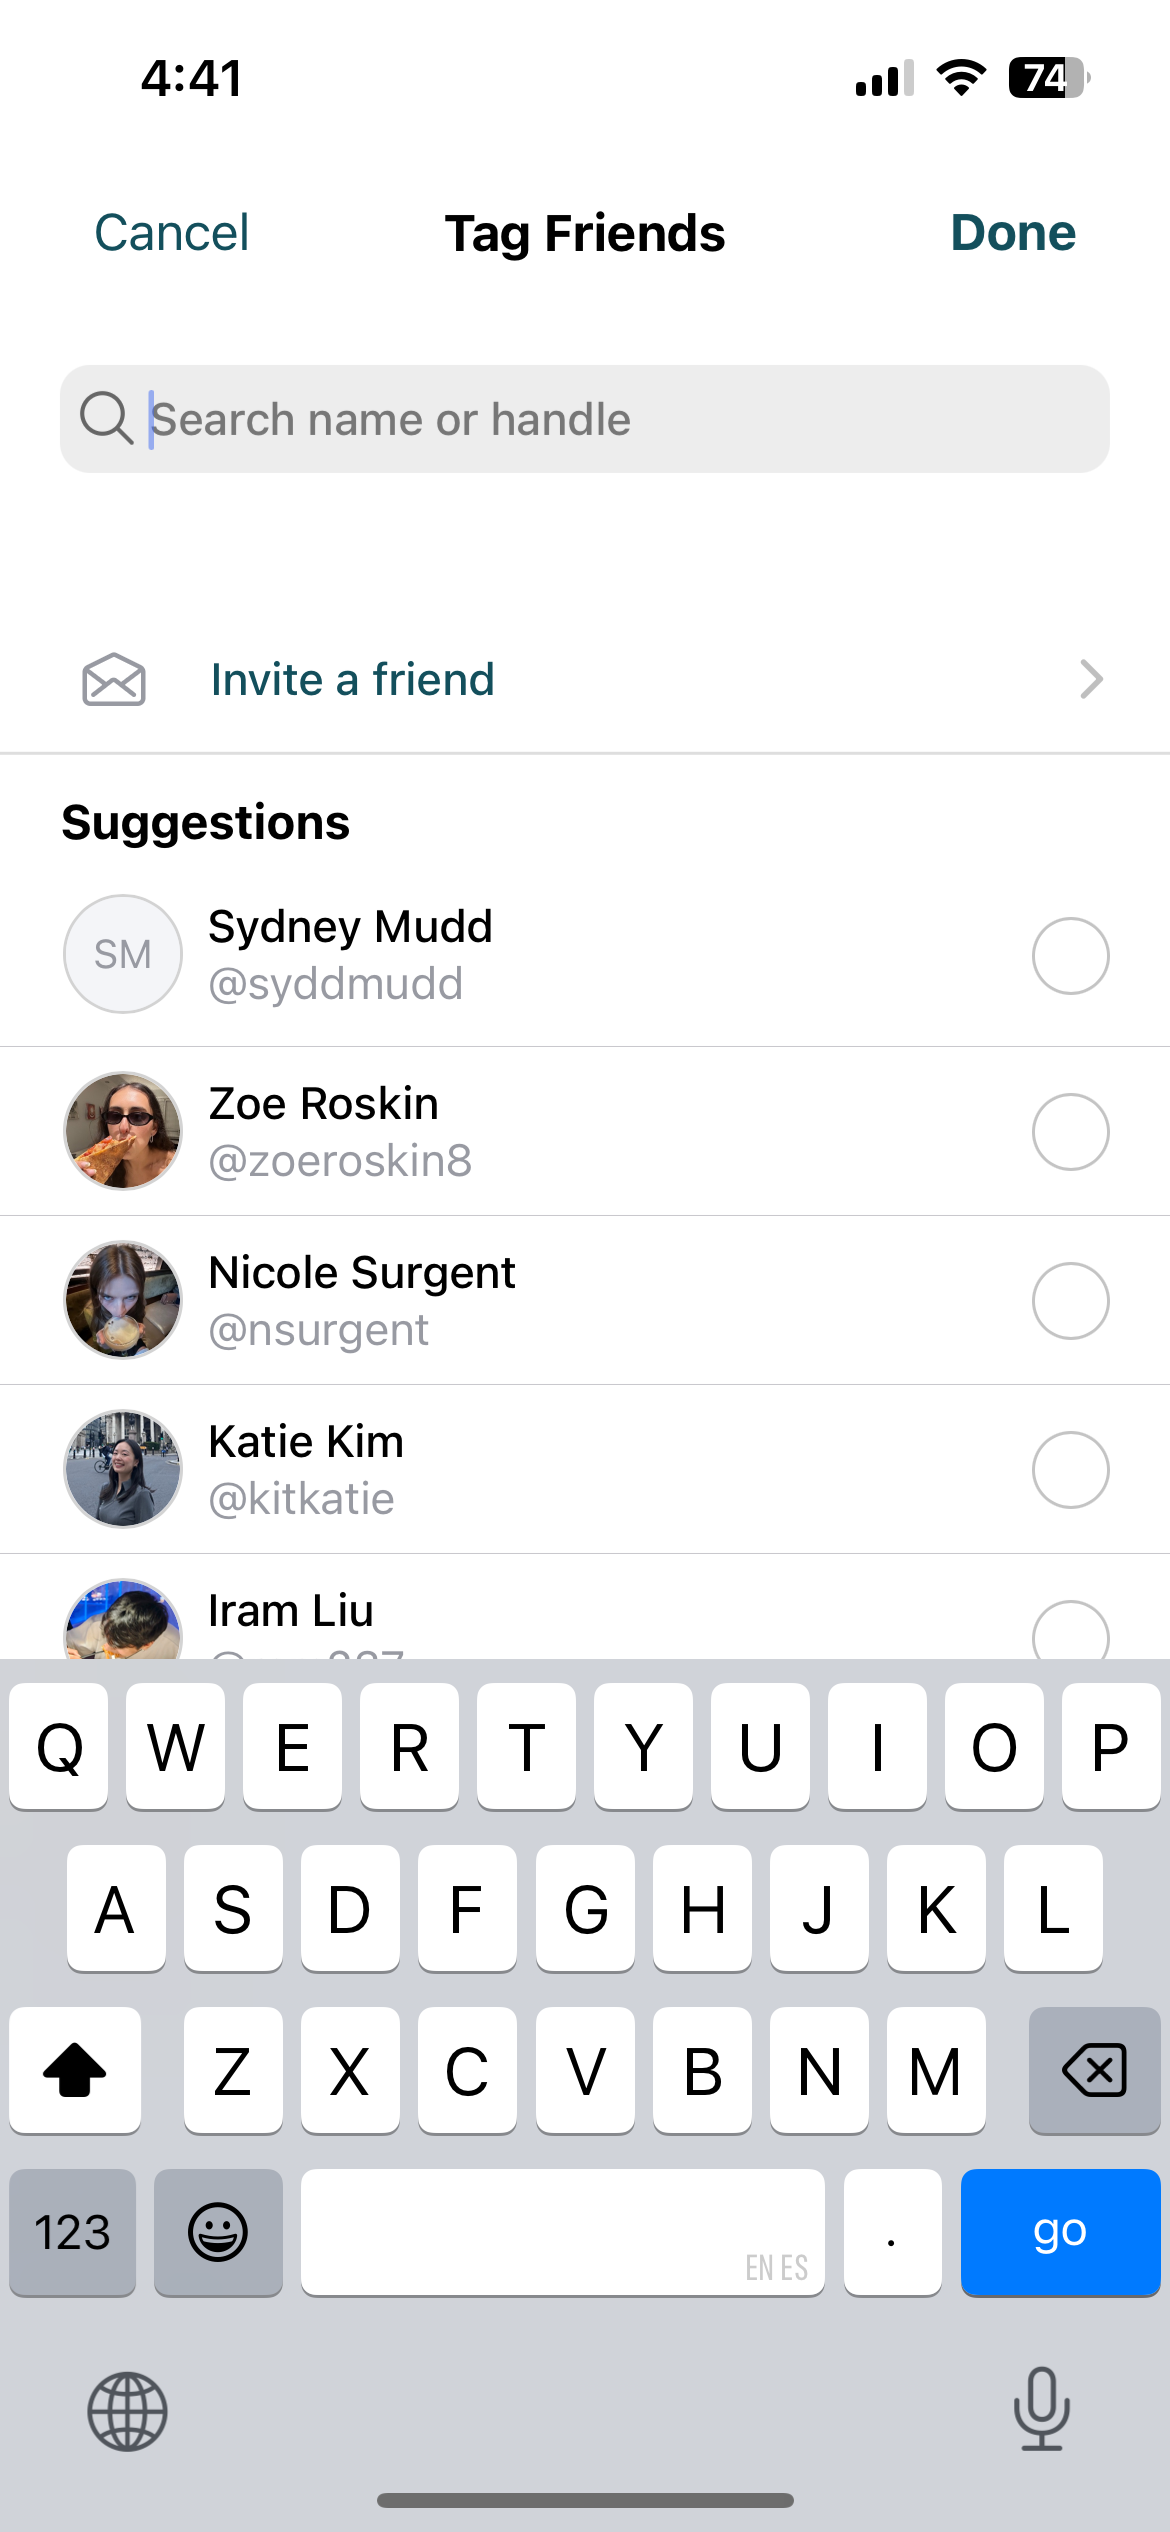 4:41
74
Cancel
Tag Friends
Done
Search name or handle
Invite a friend
Suggestions
SM
Sydney Mudd
@syddmudd
Zoe Roskin
@zoeroskin8
Nicole Surgent
@nsurgent
Katie Kim
@kitkatie
Iram Liu
Q W E R T Y U I O P
A S D F G H J K L
Z X C V B N M
123
EN ES
.
go